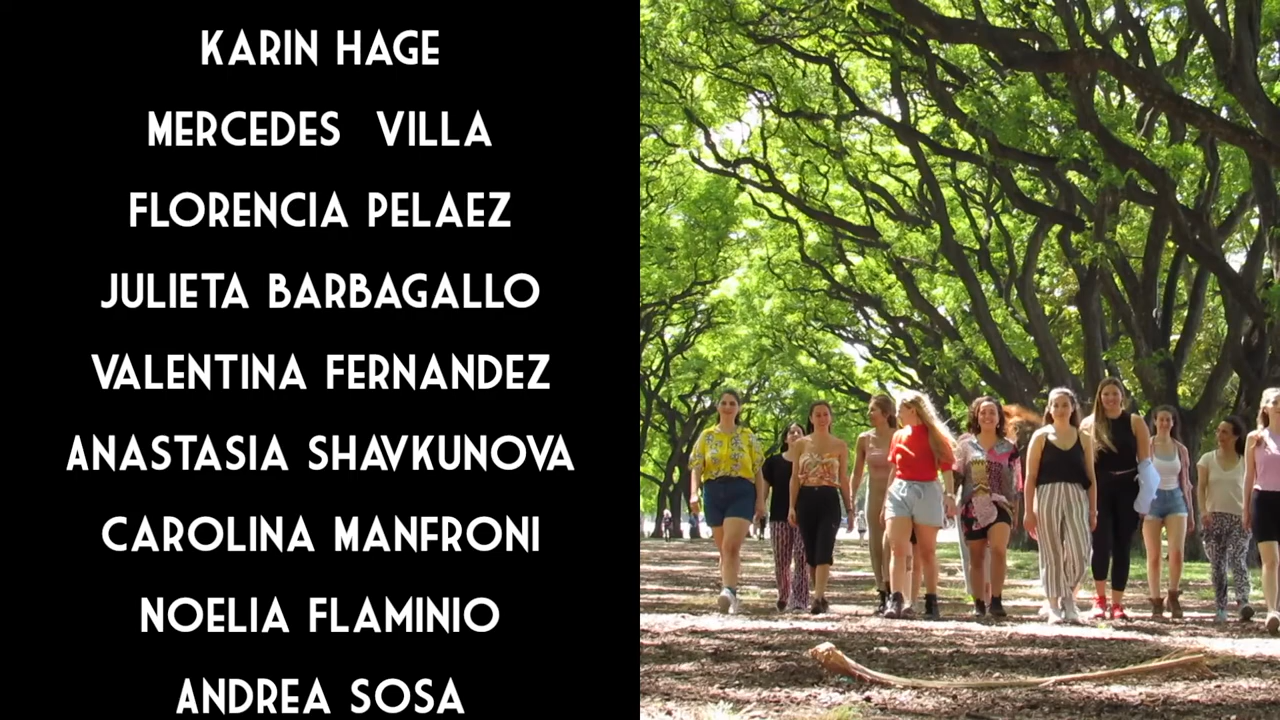 KARIN HAGE
MERCEDES VILLA
FLORENCIA PELAEZ
JULIETA BARBAGALLO
VALENTINA FERNANDEZ
ANASTASIA SHAVKUNOVA
CAROLINA MANFRONI
NOELIA FLAMINIO
ANDREA SOSA